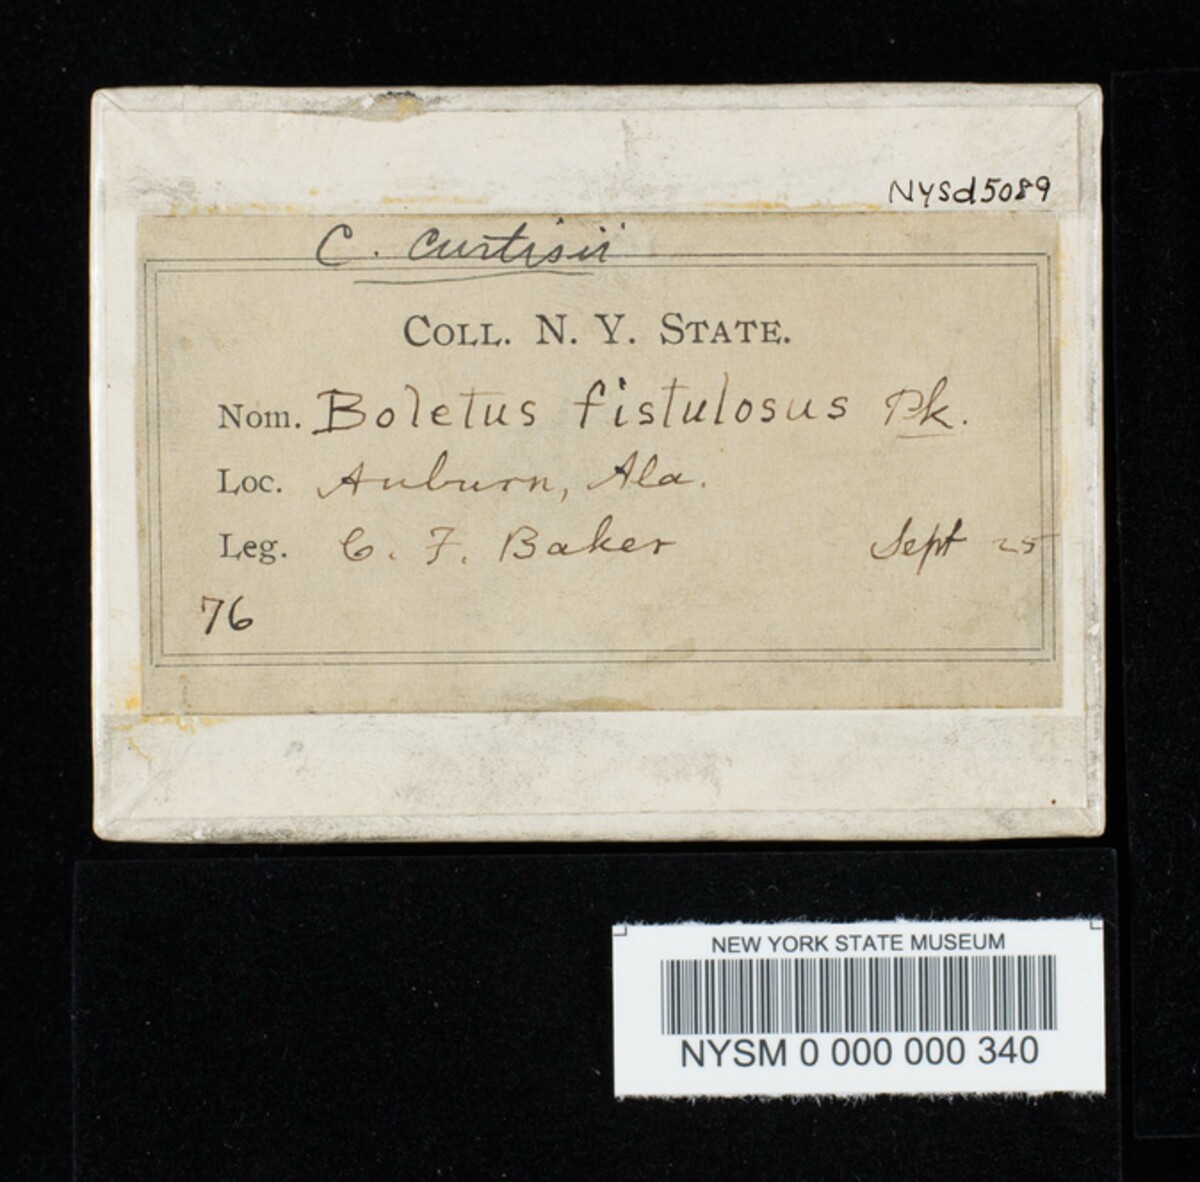 NYSd5089
C. curtisii
COLL. N. Y. STATE.
Nom. Boletus fistulosus Pk.
Loc. Auburn, Ala.
Leg. C. F. Baker Sept 25
76
NEW YORK STATE MUSEUM
NYSM 0 000 000 340